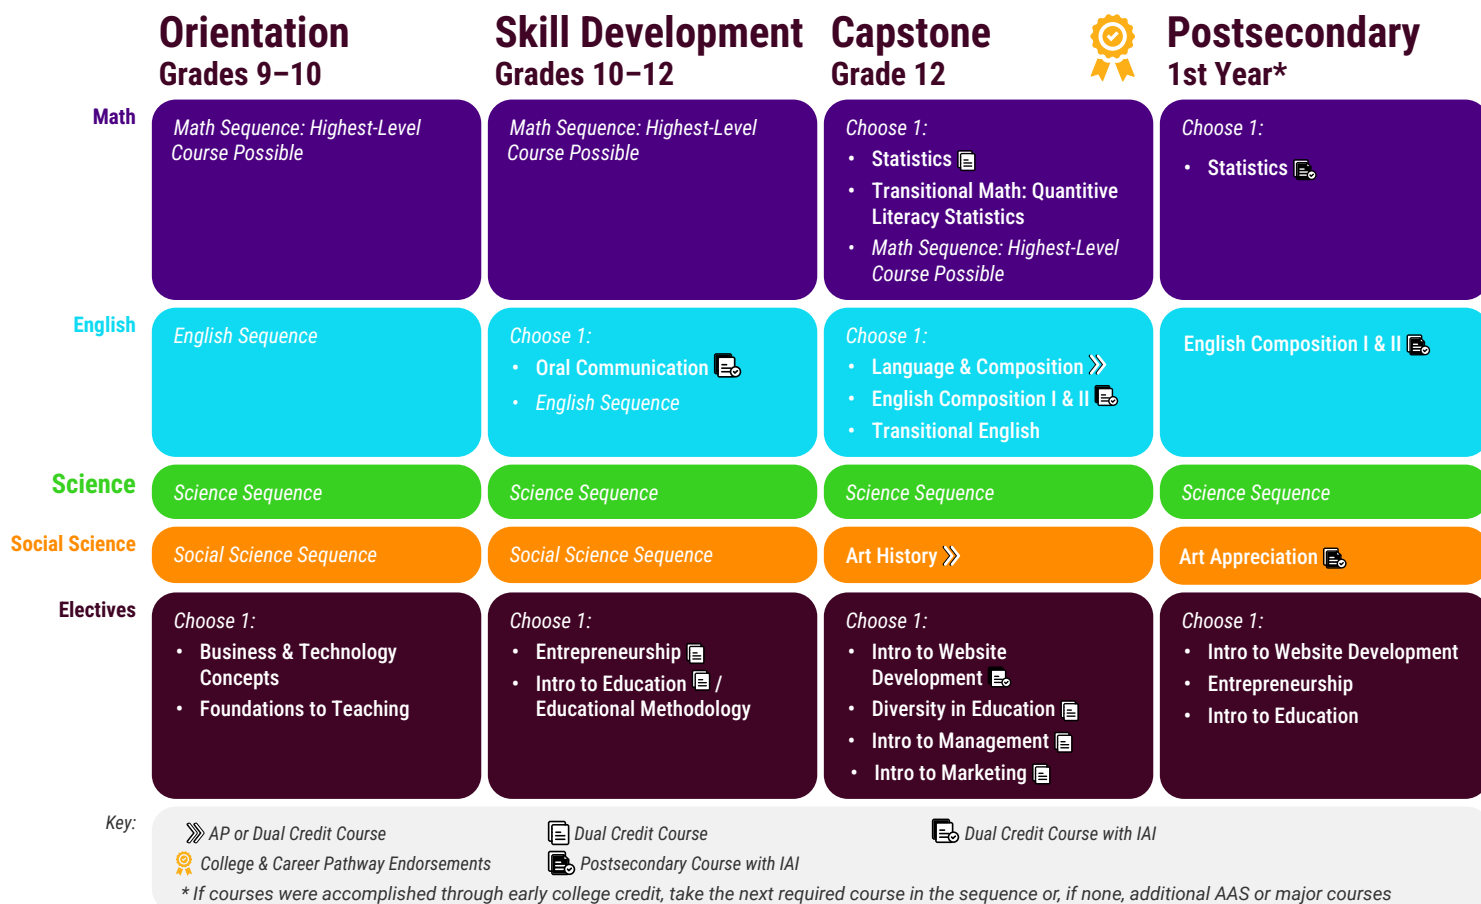 Orientation
Grades 9–10
Skill Development
Grades 10–12
Capstone
Grade 12
Postsecondary
1st Year*
Math
Math Sequence: Highest-Level
Course Possible
Math Sequence: Highest-Level
Course Possible
Choose 1:
• Statistics
• Transitional Math: Quantitive
Literacy Statistics
• Math Sequence: Highest-Level
Course Possible
Choose 1:
• Statistics
English
English Sequence
Choose 1:
• Oral Communication
• English Sequence
Choose 1:
• Language & Composition
• English Composition I & II
• Transitional English
English Composition I & II
Science
Science Sequence
Science Sequence
Science Sequence
Science Sequence
Social Science
Social Science Sequence
Social Science Sequence
Art History
Art Appreciation
Electives
Choose 1:
• Business & Technology
Concepts
• Foundations to Teaching
Choose 1:
• Entrepreneurship
• Intro to Education /
Educational Methodology
Choose 1:
• Intro to Website
Development
• Diversity in Education
• Intro to Management
• Intro to Marketing
Choose 1:
• Intro to Website Development
• Entrepreneurship
• Intro to Education
Key:
AP or Dual Credit Course
Dual Credit Course
Dual Credit Course with IAI
College & Career Pathway Endorsements
Postsecondary Course with IAI
* If courses were accomplished through early college credit, take the next required course in the sequence or, if none, additional AAS or major courses